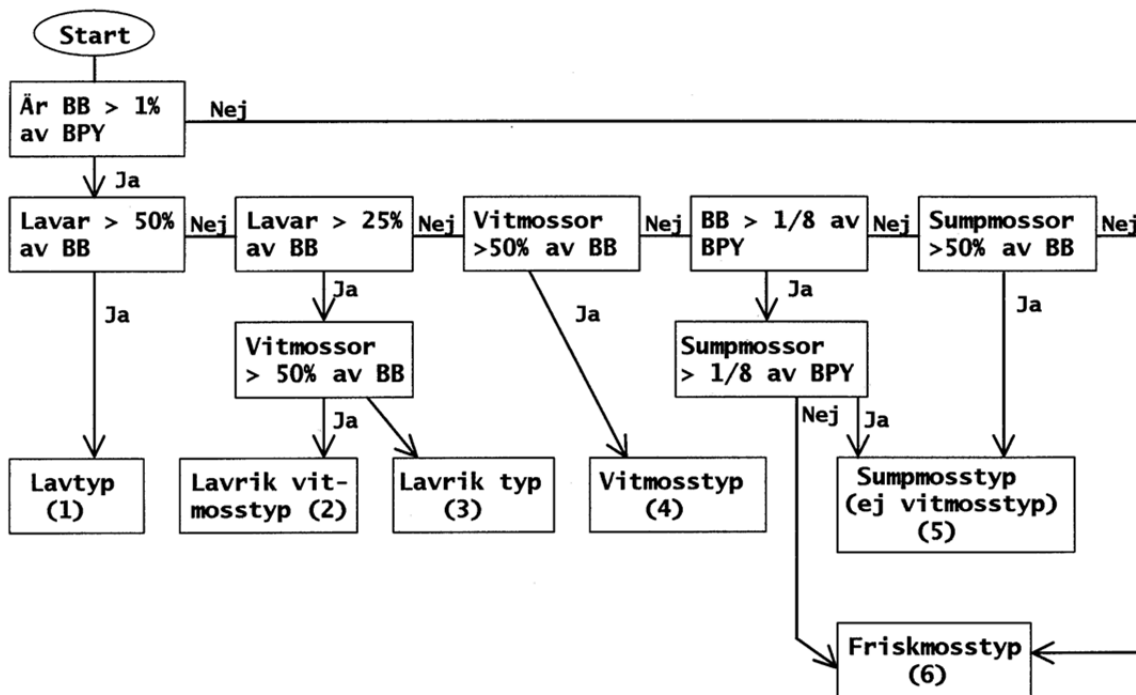 Start
Är BB > 1%
av BPY
Nej
Ja
Lavar > 50%
av BB
Nej
Lavar > 25%
av BB
Nej
Vitmossor
>50% av BB
Nej
BB > 1/8 av
BPY
Nej
Sumpmossor
>50% av BB
Nej
Ja
Ja
Ja
Ja
Ja
Vitmossor
> 50% av BB
Sumpmossor
> 1/8 av BPY
Ja
Nej
Ja
Lavtyp
(1)
Lavrik vit-
mosstyp (2)
Lavrik typ
(3)
Vitmosstyp
(4)
Sumpmosstyp
(ej vitmosstyp)
(5)
Friskmosstyp
(6)